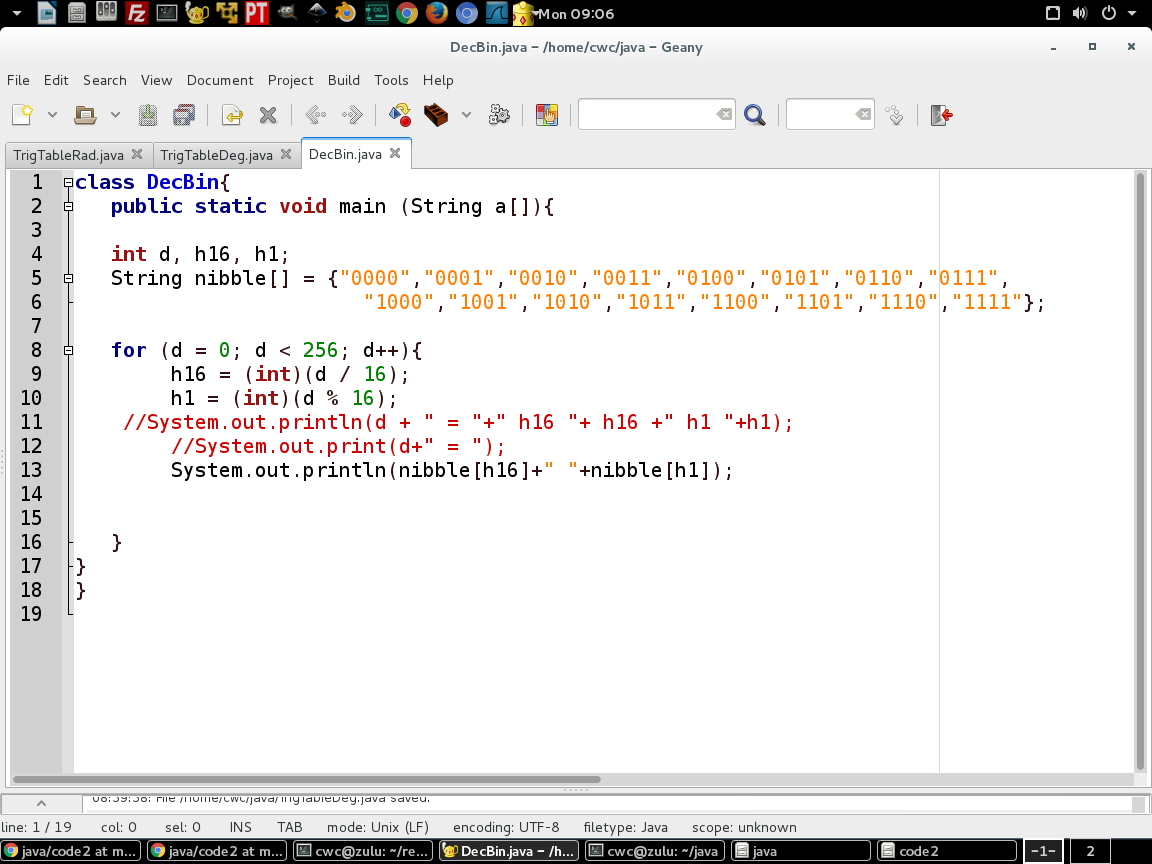 PT
Mon 09:06
DecBin.java – /home/cwc/java – Geany
File Edit Search View Document Project Build Tools Help
TrigTableRad.java TrigTableDeg.java DecBin.java
1 class DecBin{
2    public static void main (String a[]){
3
4    int d, h16, h1;
5    String nibble[] = {"0000","0001","0010","0011","0100","0101","0110","0111",
6                         "1000","1001","1010","1011","1100","1101","1110","1111"};
7
8    for (d = 0; d < 256; d++){
9         h16 = (int)(d / 16);
10         h1 = (int)(d % 16);
11     //System.out.println(d + " = "+" h16 "+ h16 +" h1 "+h1);
12         //System.out.print(d+" = ");
13         System.out.println(nibble[h16]+" "+nibble[h1]);
14
15
16    }
17 }
18 }
19
08:59:58: File /home/cwc/java/TrigTableDeg.java saved.
line: 1 / 19 col: 0 sel: 0 INS TAB mode: Unix (LF) encoding: UTF-8 filetype: Java scope: unknown
java/code2 at m... java/code2 at m... cwc@zulu: ~/re... DecBin.java – /h... cwc@zulu: ~/java java code2 -1- 2